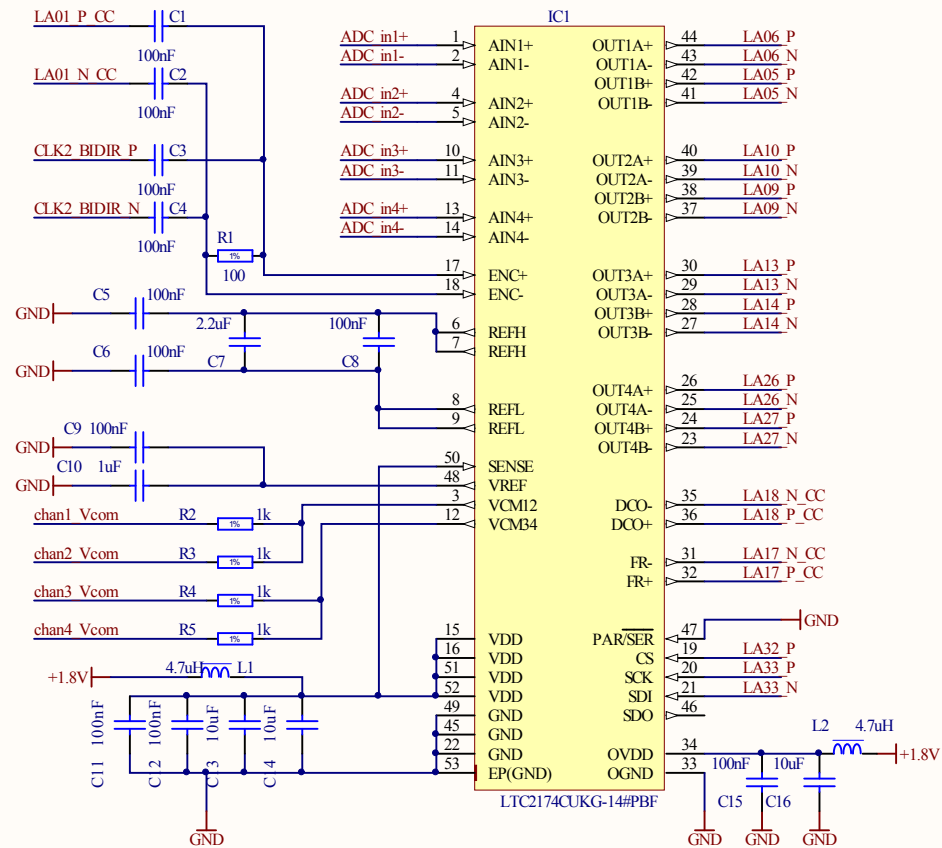 IC1
LA01_P_CC
C1
100nF
LA01_N_CC
C2
100nF
CLK2_BIDIR_P
C3
100nF
CLK2_BIDIR_N
C4
100nF
R1
1%
100
C5
100nF
GND
2.2uF
100nF
C6
100nF
C7
C8
GND
C9
100nF
GND
C10
1uF
GND
chan1_Vcom
R2
1%
1k
chan2_Vcom
R3
1%
1k
chan3_Vcom
R4
1%
1k
chan4_Vcom
R5
1%
1k
+1.8V
4.7uH
L1
C11 100nF
C12 100nF
C13 10uF
C14 10uF
GND
ADC_in1+ 1 AIN1+
ADC_in1- 2 AIN1-
ADC_in2+ 4 AIN2+
ADC_in2- 5 AIN2-
ADC_in3+ 10 AIN3+
ADC_in3- 11 AIN3-
ADC_in4+ 13 AIN4+
ADC_in4- 14 AIN4-
17 ENC+
18 ENC-
6 REFH
7 REFH
8 REFL
9 REFL
50 SENSE
48 VREF
3 VCM12
12 VCM34
15 VDD
16 VDD
51 VDD
52 VDD
49 GND
45 GND
22 GND
53 EP(GND)
OUT1A+ 44 LA06_P
OUT1A- 43 LA06_N
OUT1B+ 42 LA05_P
OUT1B- 41 LA05_N
OUT2A+ 40 LA10_P
OUT2A- 39 LA10_N
OUT2B+ 38 LA09_P
OUT2B- 37 LA09_N
OUT3A+ 30 LA13_P
OUT3A- 29 LA13_N
OUT3B+ 28 LA14_P
OUT3B- 27 LA14_N
OUT4A+ 26 LA26_P
OUT4A- 25 LA26_N
OUT4B+ 24 LA27_P
OUT4B- 23 LA27_N
DCO- 35 LA18_N_CC
DCO+ 36 LA18_P_CC
FR- 31 LA17_N_CC
FR+ 32 LA17_P_CC
PAR/SER 47 GND
CS 19 LA32_P
SCK 20 LA33_P
SDI 21 LA33_N
SDO 46
OVDD 34
OGND 33
L2 4.7uH
+1.8V
100nF
10uF
C15
C16
GND
GND
GND
LTC2174CUKG-14#PBF